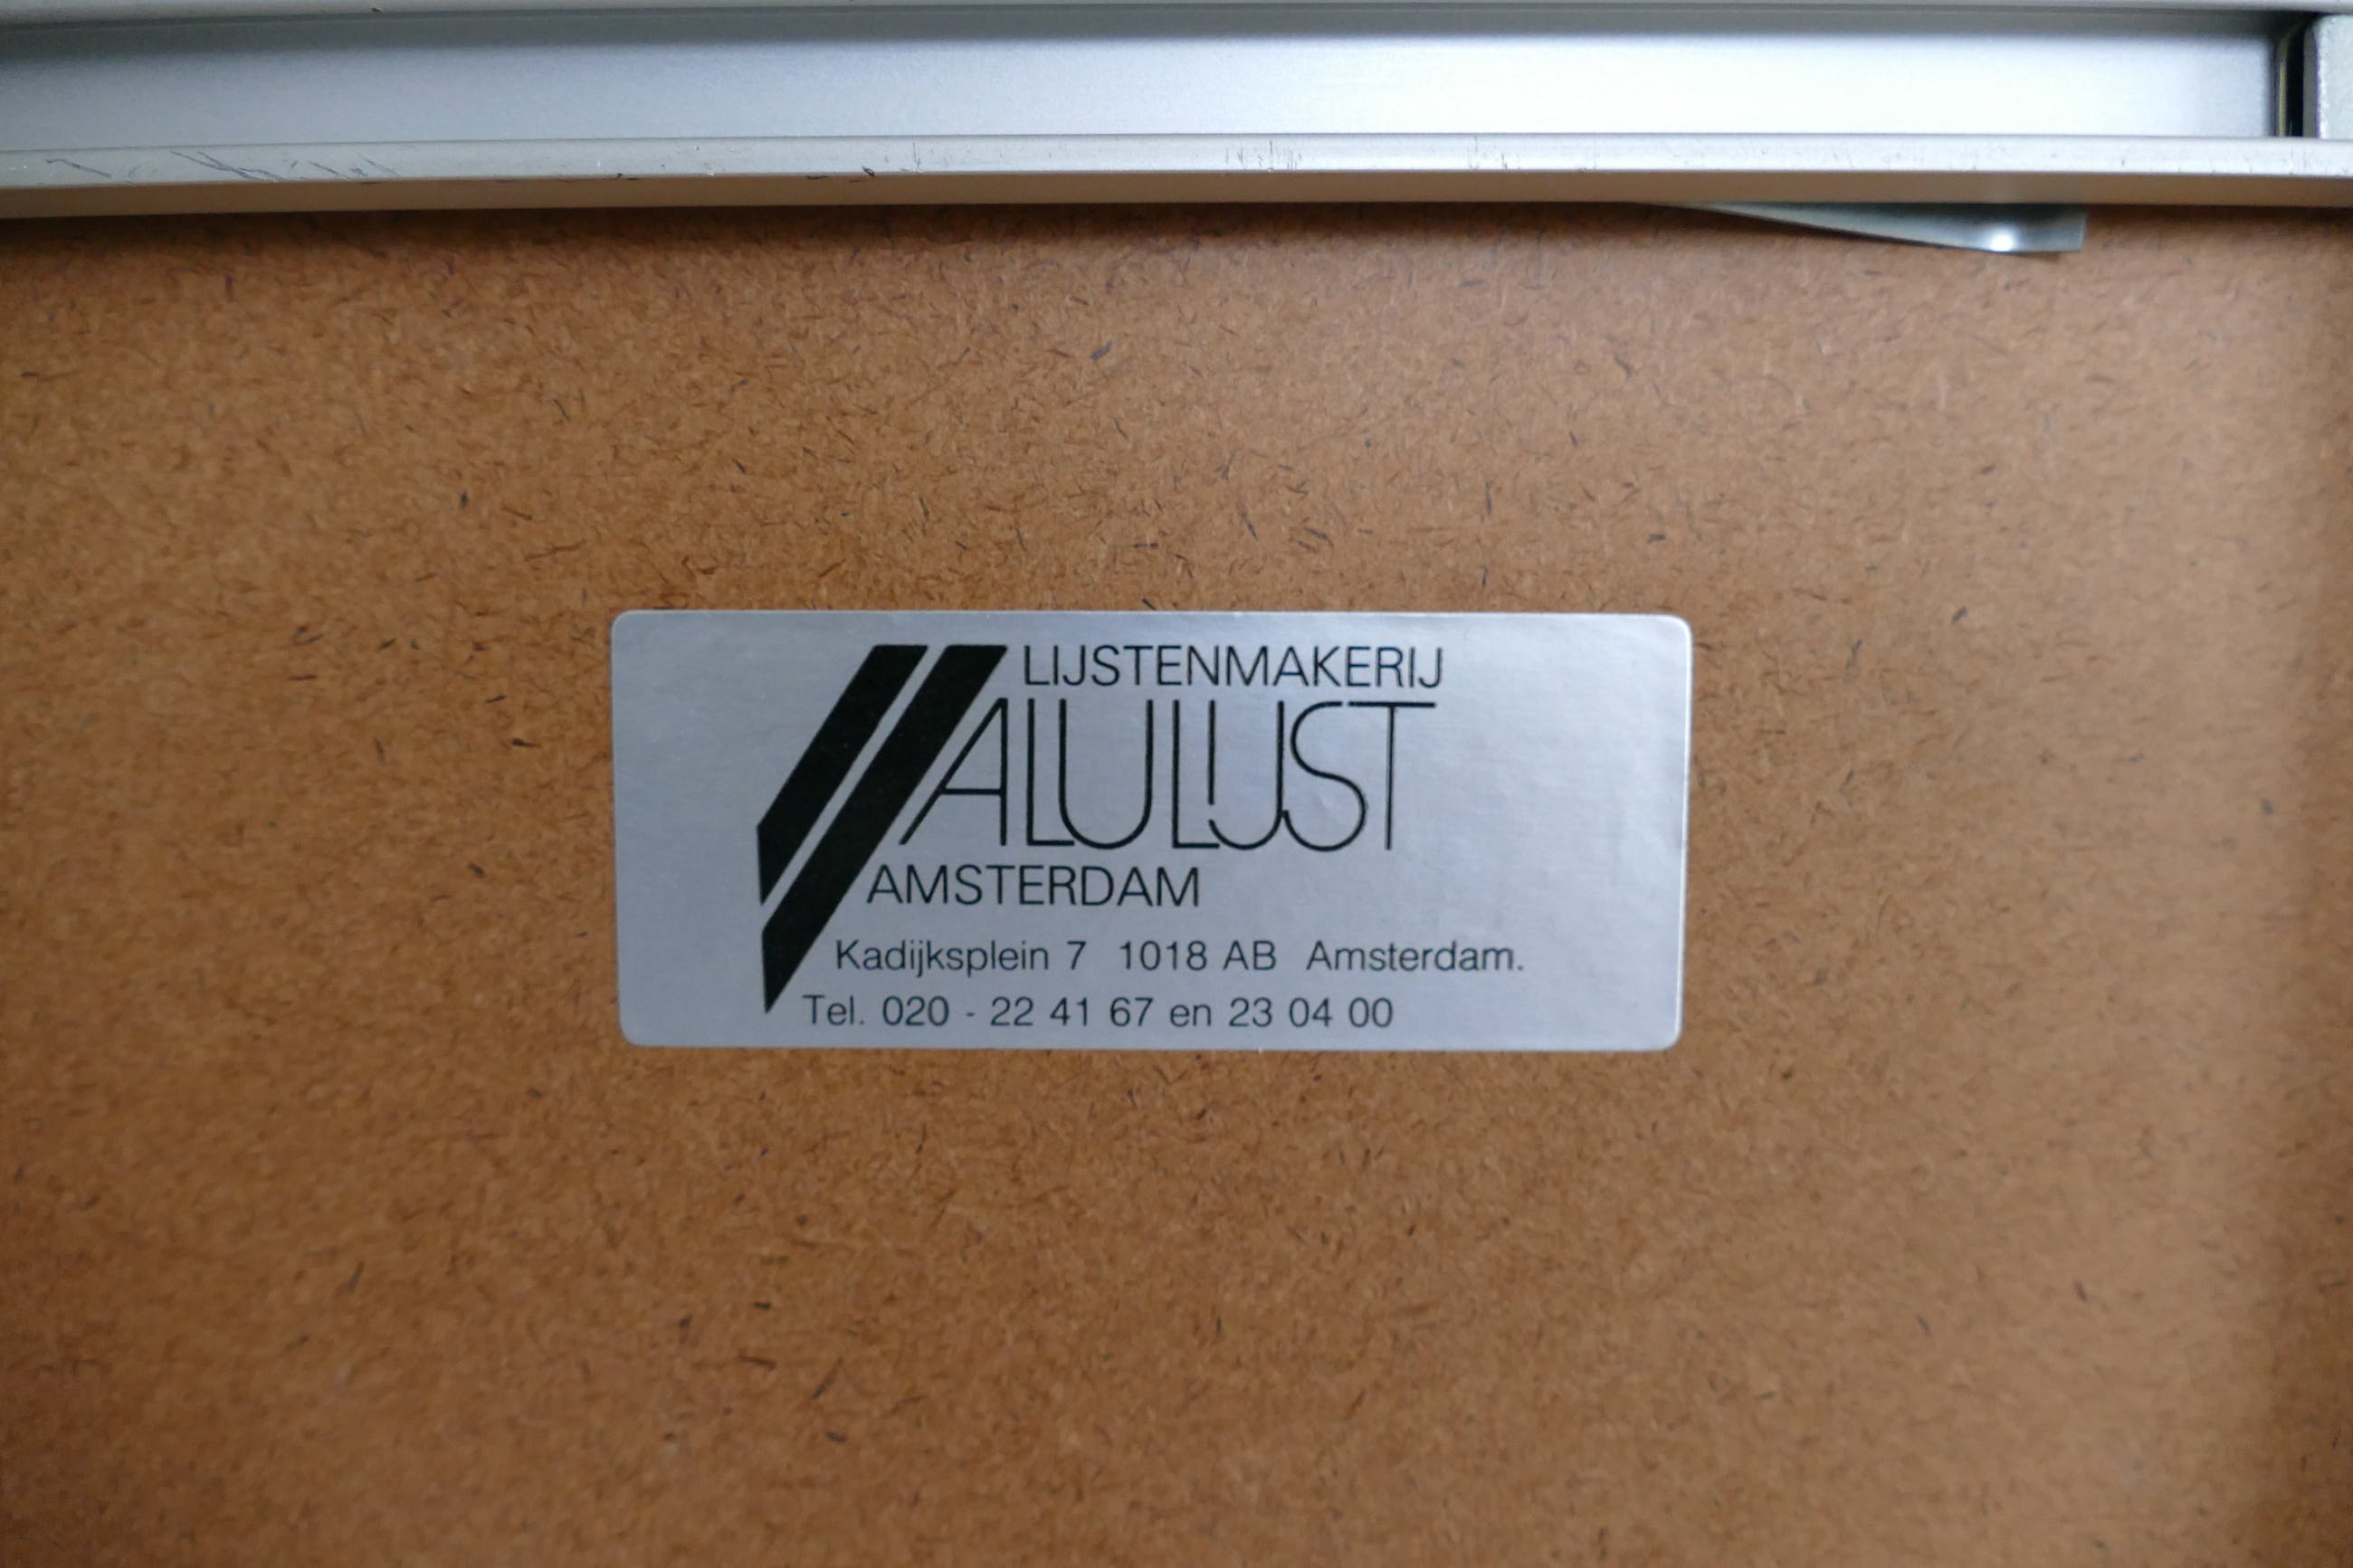 LIJSTENMAKERIJ
ALULIJST
AMSTERDAM
Kadijksplein 7 1018 AB Amsterdam.
Tel. 020 - 22 41 67 en 23 04 00